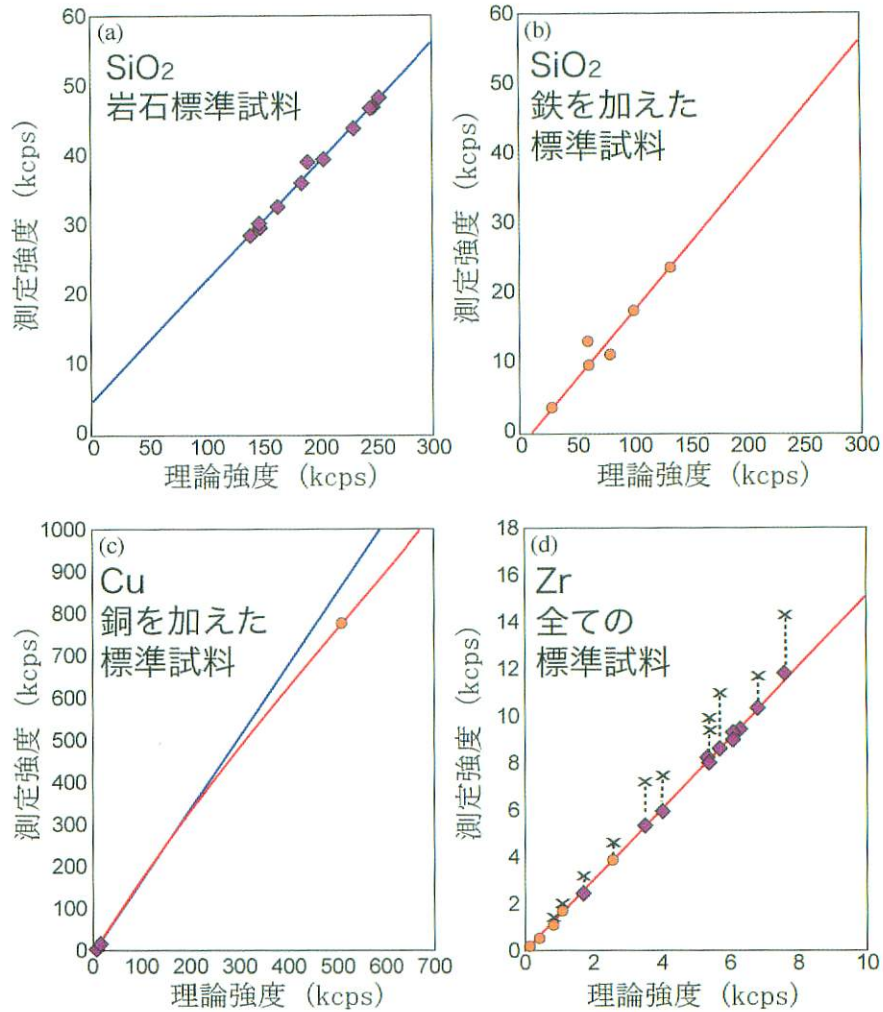 (a)
SiO2
岩石標準試料
60
50
40
30
20
10
0
測定強度 (kcps)
0 50 100 150 200 250 300
理論強度 (kcps)
(b)
SiO2
鉄を加えた
標準試料
60
50
40
30
20
10
0
測定強度 (kcps)
0 50 100 150 200 250 300
理論強度 (kcps)
(c)
Cu
銅を加えた
標準試料
1000
900
800
700
600
500
400
300
200
100
0
測定強度 (kcps)
0 100 200 300 400 500 600 700
理論強度 (kcps)
(d)
Zr
全ての
標準試料
18
16
14
12
10
8
6
4
2
0
測定強度 (kcps)
0 2 4 6 8 10
理論強度 (kcps)